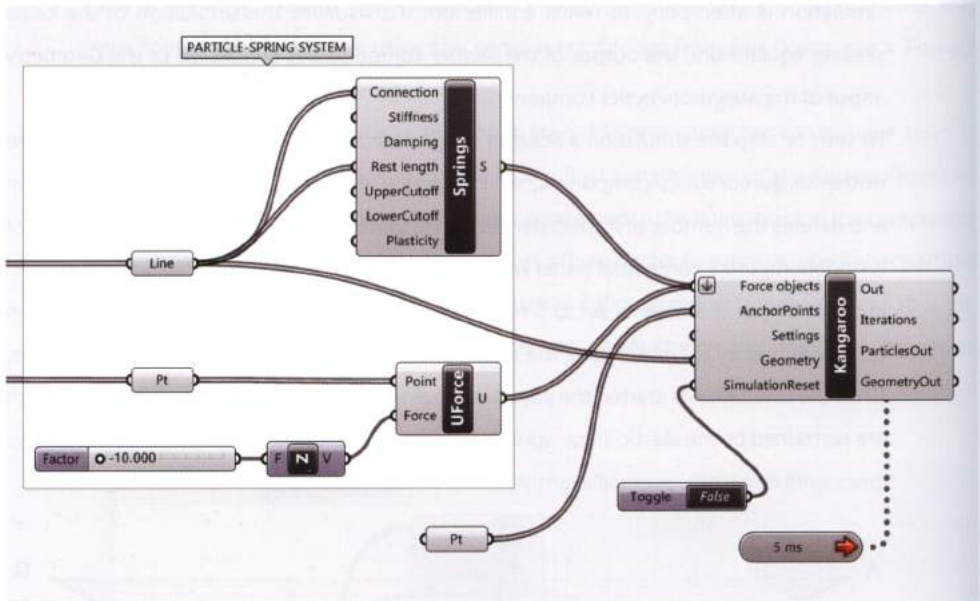 PARTICLE-SPRING SYSTEM
Connection
Stiffness
Damping
Rest length
UpperCutoff
LowerCutoff
Plasticity
Springs
S
Line
Pt
Point
Force
UForce
U
Factor -10.000
F Z V
Pt
Force objects
AnchorPoints
Settings
Geometry
SimulationReset
Kangaroo
Out
Iterations
ParticlesOut
GeometryOut
Toggle False
5 ms